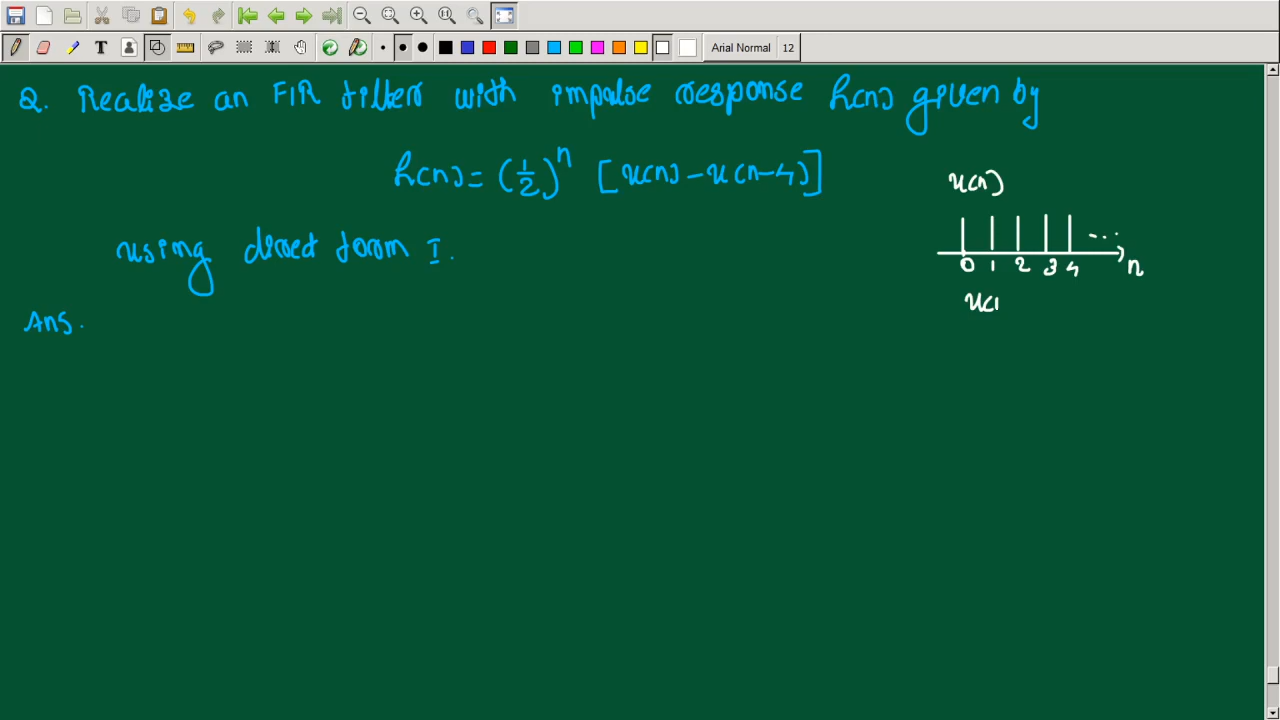 Arial Normal 12
Q. Realize an FIR filter with impulse response h(n) given by
h(n) = (1/2)^n [u(n) - u(n-4)]
using direct form I.
Ans.
u(n)
0 1 2 3 4 ... n
u(